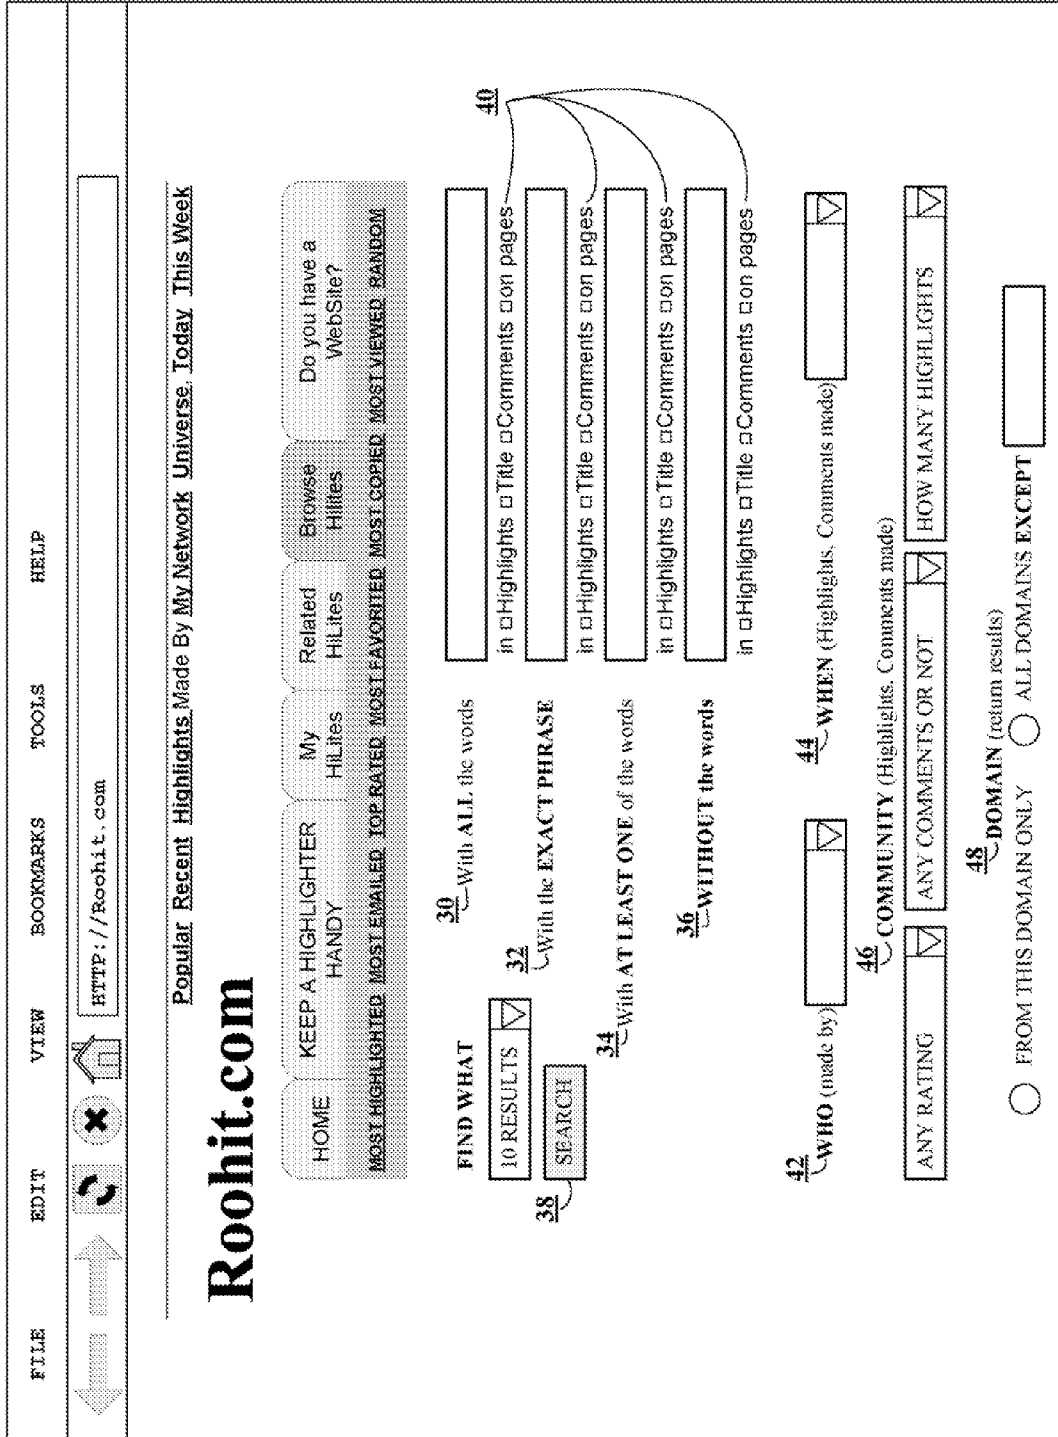 FILE EDIT VIEW BOOKMARKS TOOLS HELP
HTTP://Roohit.com
Popular Recent Highlights Made By My Network Universe, Today This Week
Roohit.com
HOME
KEEP A HIGHLIGHTER
HANDY
My
HiLites
Related
HiLites
Browse
Hilites
Do you have a
WebSite?
MOST HIGHLIGHTED MOST EMAILED TOP RATED MOST FAVORITED MOST COPIED MOST VIEWED RANDOM
FIND WHAT
10 RESULTS
38
SEARCH
30
With ALL the words
in Highlights Title Comments on pages
40
32
With the EXACT PHRASE
in Highlights Title Comments on pages
34
With AT LEAST ONE of the words
in Highlights Title Comments on pages
36
WITHOUT the words
in Highlights Title Comments on pages
42
WHO (made by)
44
WHEN (Highlights, Comments made)
46
COMMUNITY (Highlights, Comments made)
ANY RATING
ANY COMMENTS OR NOT
HOW MANY HIGHLIGHTS
48
DOMAIN (return results)
FROM THIS DOMAIN ONLY
ALL DOMAINS EXCEPT